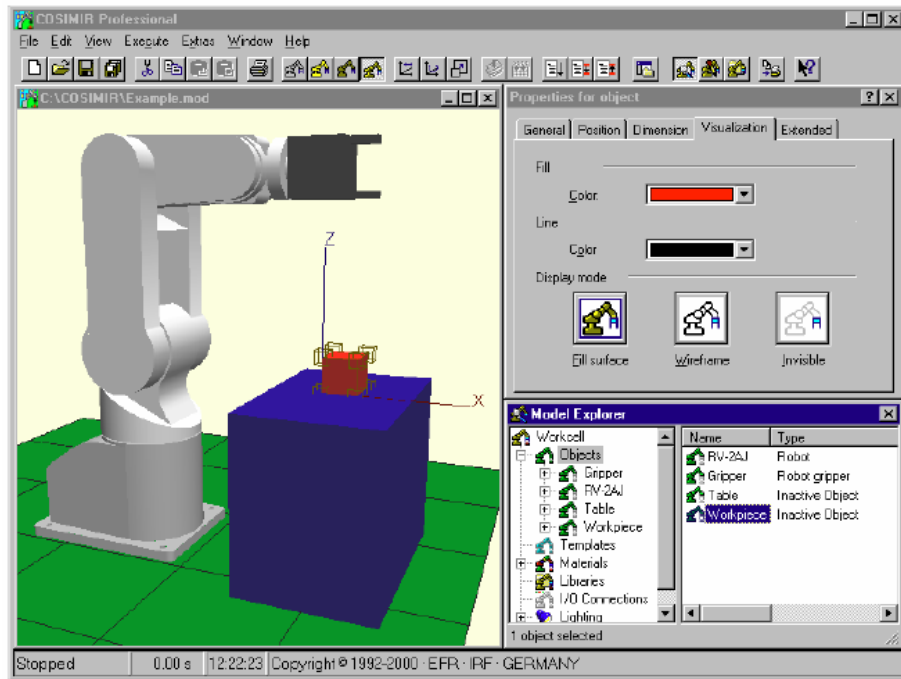 COSIMIR Professional
File Edit View Execute Extras Window Help
C:\COSIMIR\Example.mod
Z
X
Properties for object
General Position Dimension Visualization Extended
Fill
Color:
Line
Color
Display mode
Fill surface Wireframe Invisible
Model Explorer
Workcell
Objects
Gripper
RV-2AJ
Table
Workpiece
Templates
Materials
Libraries
I/O Connections
Lighting
Name Type
RV-2AJ Robot
Gripper Robot gripper
Table Inactive Object
Workpiece Inactive Object
1 object selected
Stopped 0.00 s 12:22:23 Copyright © 1992-2000 · EFR · IRF · GERMANY